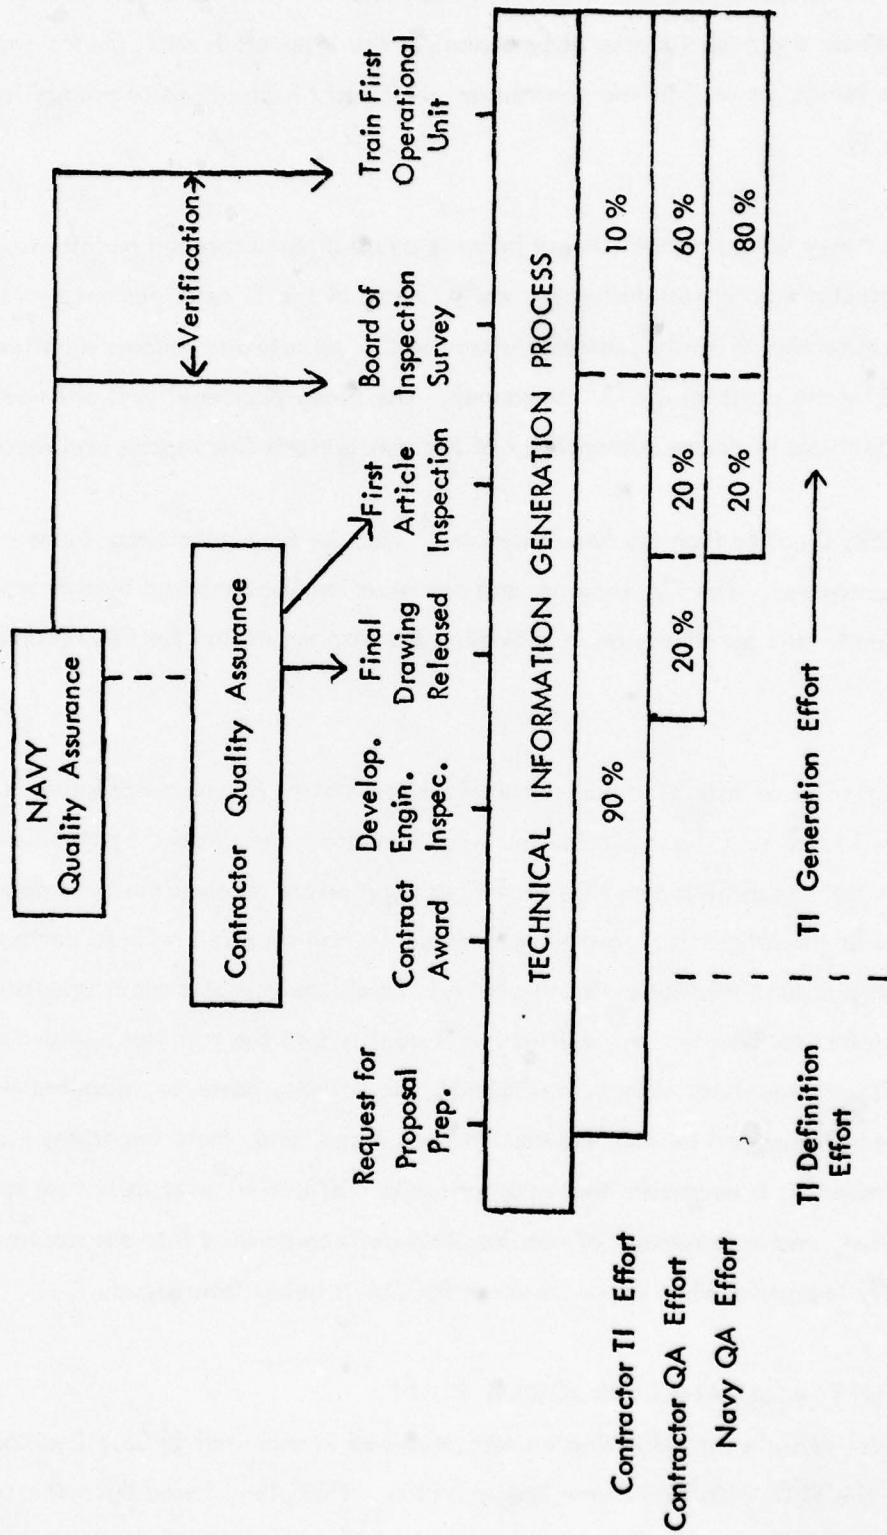 NAVY
Quality Assurance
Contractor Quality Assurance
←Verification→
Request for
Proposal
Prep.
Contract
Award
Develop.
Engin.
Inspec.
Final
Drawing
Released
First
Article
Inspection
Board of
Inspection
Survey
Train First
Operational
Unit
TECHNICAL INFORMATION GENERATION PROCESS
Contractor TI Effort
90 %
10 %
Contractor QA Effort
20 %
20 %
60 %
Navy QA Effort
20 %
80 %
TI Definition
Effort
TI Generation Effort